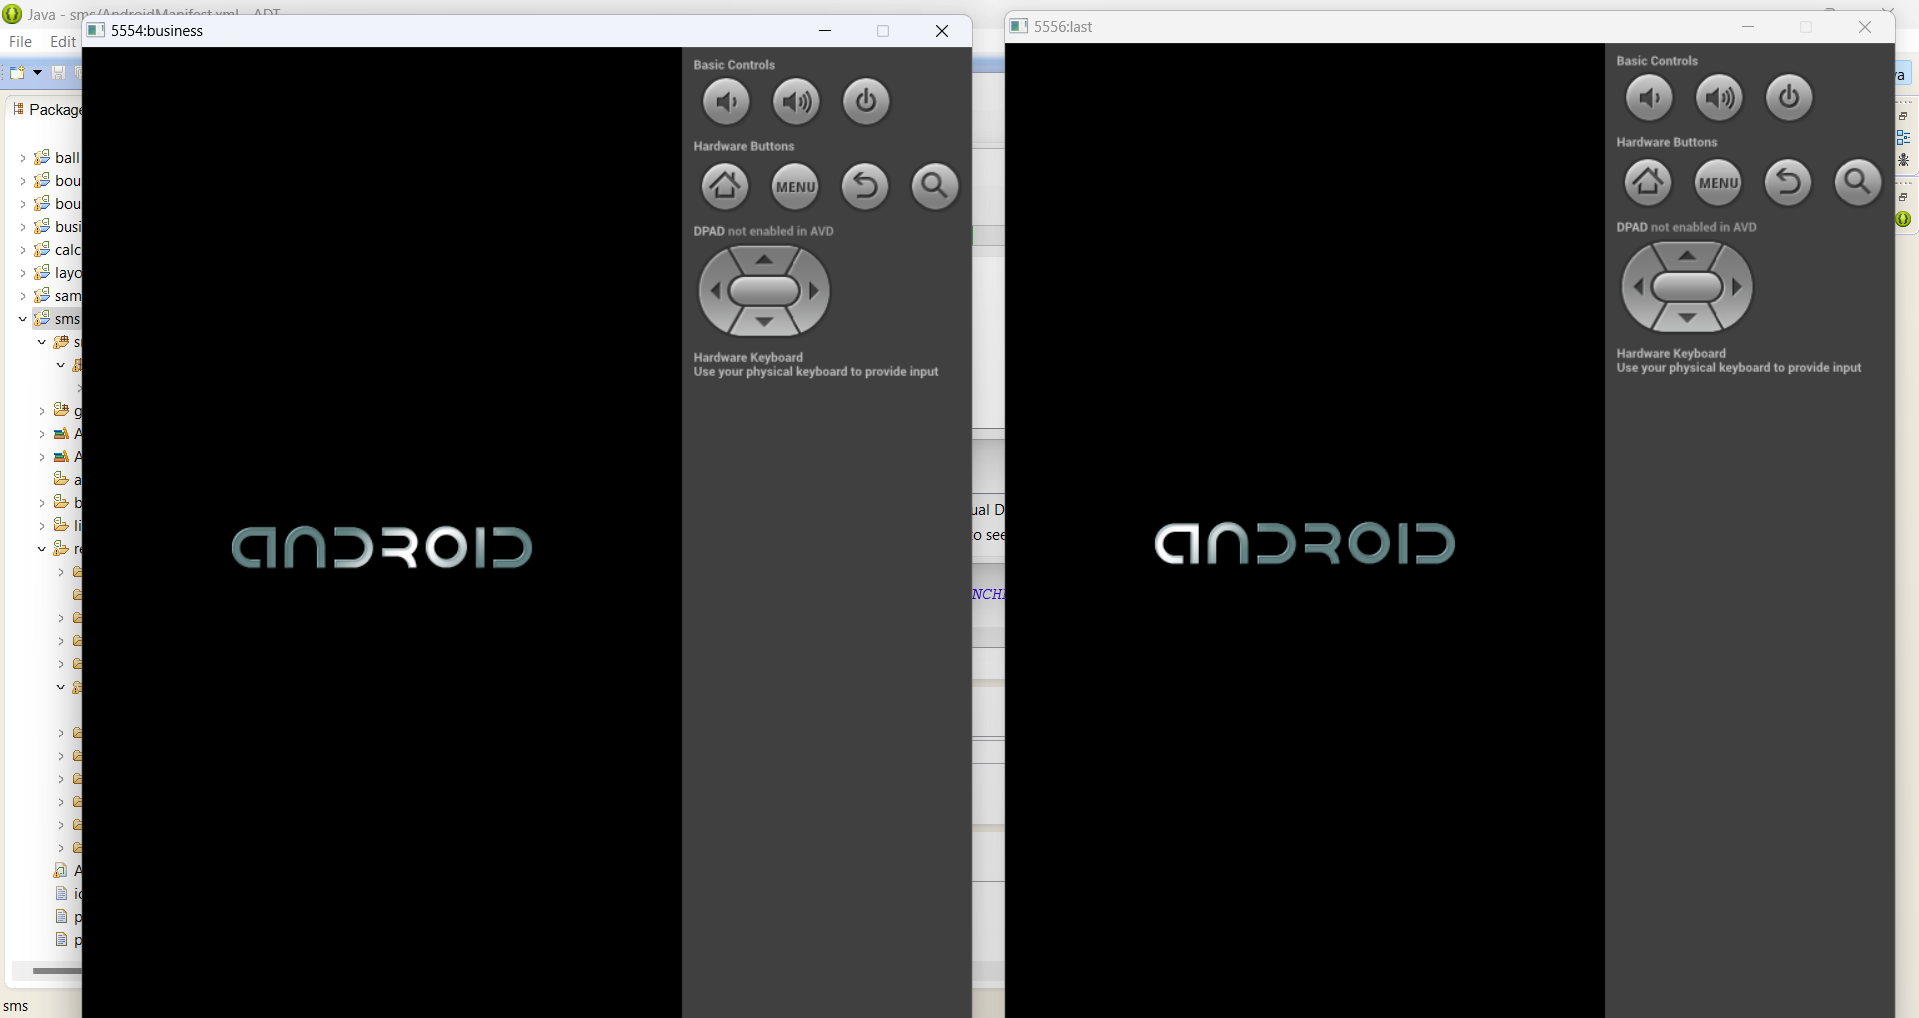 Java - sms/AndroidManifest.xml - ADT
File Edit
Package
ball
bou
bou
busi
calc
layo
sam
sms
sms
5554:business
Basic Controls
Hardware Buttons
MENU
DPAD not enabled in AVD
Hardware Keyboard
Use your physical keyboard to provide input
ANDROID
ual D
o see
NCH
5556:last
Basic Controls
Hardware Buttons
MENU
DPAD not enabled in AVD
Hardware Keyboard
Use your physical keyboard to provide input
ANDROID
va